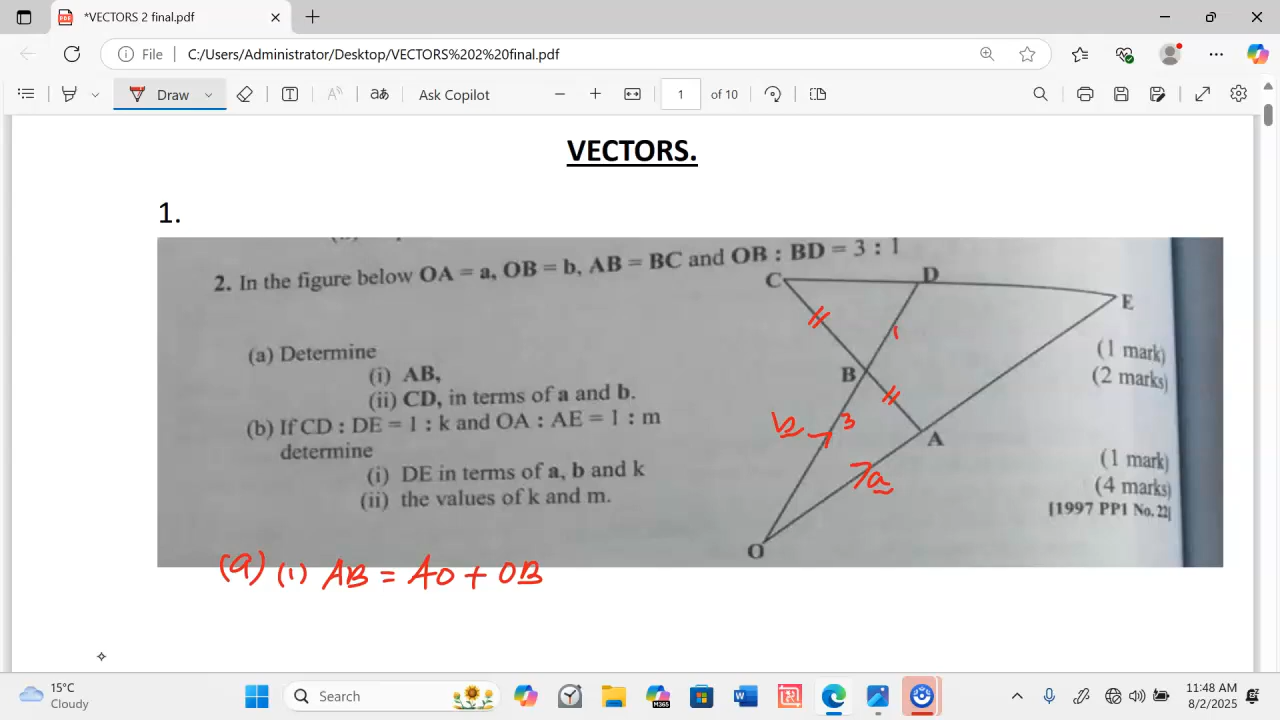 *VECTORS 2 final.pdf
File C:/Users/Administrator/Desktop/VECTORS%202%20final.pdf
Draw Ask Copilot 1 of 10
VECTORS.
1.
2. In the figure below OA = a, OB = b, AB = BC and OB : BD = 3 : 1
(a) Determine
(i) AB, (1 mark)
(ii) CD, in terms of a and b. (2 marks)
(b) If CD : DE = 1 : k and OA : AE = 1 : m
determine
(i) DE in terms of a, b and k (1 mark)
(ii) the values of k and m. (4 marks)
[1997 PP1 No. 22]
C D E
1
B
b 3
A
a
O
(a) (i) AB = AO + OB
15°C
Cloudy
Search
11:48 AM
8/2/2025